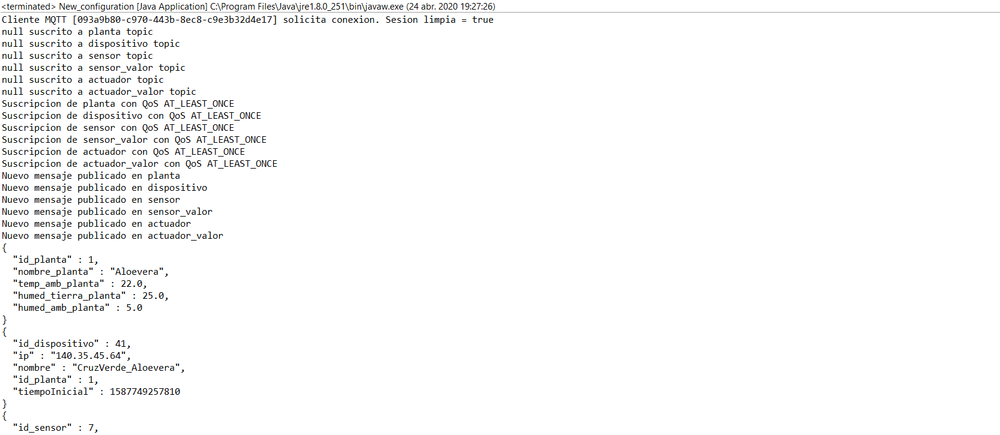 <terminated> New_configuration [Java Application] C:\Program Files\Java\jre1.8.0_251\bin\javaw.exe (24 abr. 2020 19:27:26)
Cliente MQTT [093a9b80-c970-443b-8ec8-c9e3b32d4e17] solicita conexion. Sesion limpia = true
null suscrito a planta topic
null suscrito a dispositivo topic
null suscrito a sensor topic
null suscrito a sensor_valor topic
null suscrito a actuador topic
null suscrito a actuador_valor topic
Suscripcion de planta con QoS AT_LEAST_ONCE
Suscripcion de dispositivo con QoS AT_LEAST_ONCE
Suscripcion de sensor con QoS AT_LEAST_ONCE
Suscripcion de sensor_valor con QoS AT_LEAST_ONCE
Suscripcion de actuador con QoS AT_LEAST_ONCE
Suscripcion de actuador_valor con QoS AT_LEAST_ONCE
Nuevo mensaje publicado en planta
Nuevo mensaje publicado en dispositivo
Nuevo mensaje publicado en sensor
Nuevo mensaje publicado en sensor_valor
Nuevo mensaje publicado en actuador
Nuevo mensaje publicado en actuador_valor
{
  "id_planta" : 1,
  "nombre_planta" : "Aloevera",
  "temp_amb_planta" : 22.0,
  "humed_tierra_planta" : 25.0,
  "humed_amb_planta" : 5.0
}
{
  "id_dispositivo" : 41,
  "ip" : "140.35.45.64",
  "nombre" : "CruzVerde_Aloevera",
  "id_planta" : 1,
  "tiempoInicial" : 1587749257810
}
{
  "id_sensor" : 7,